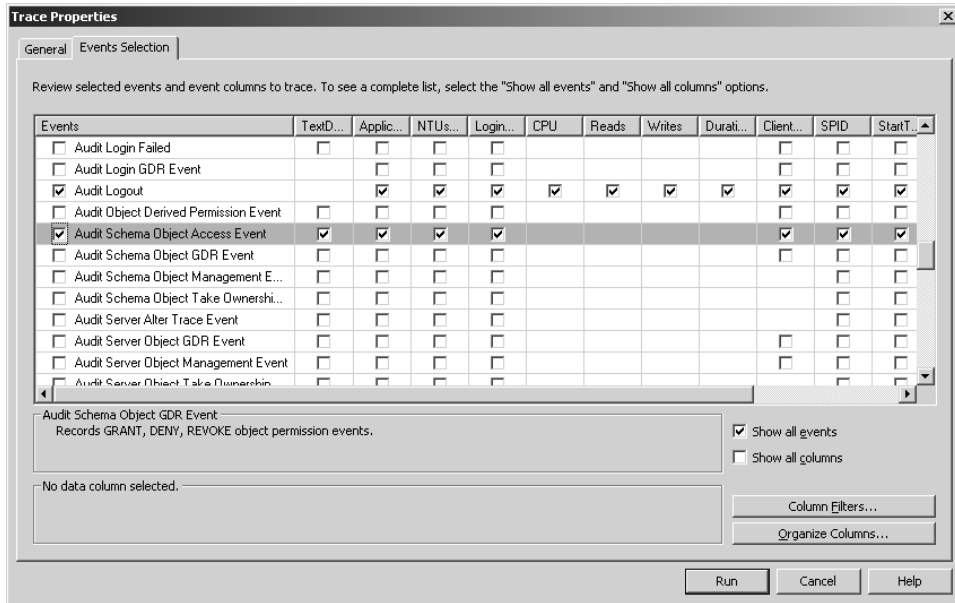 Trace Properties
General Events Selection
Review selected events and event columns to trace. To see a complete list, select the "Show all events" and "Show all columns" options.
Events TextD... Applic... NTUs... Login... CPU Reads Writes Durati... Client... SPID StartT...
Audit Login Failed
Audit Login GDR Event
Audit Logout
Audit Object Derived Permission Event
Audit Schema Object Access Event
Audit Schema Object GDR Event
Audit Schema Object Management E...
Audit Schema Object Take Ownershi...
Audit Server Alter Trace Event
Audit Server Object GDR Event
Audit Server Object Management Event
Audit Server Object Take Ownership
Audit Schema Object GDR Event
Records GRANT, DENY, REVOKE object permission events.
Show all events
Show all columns
No data column selected.
Column Filters...
Organize Columns...
Run Cancel Help